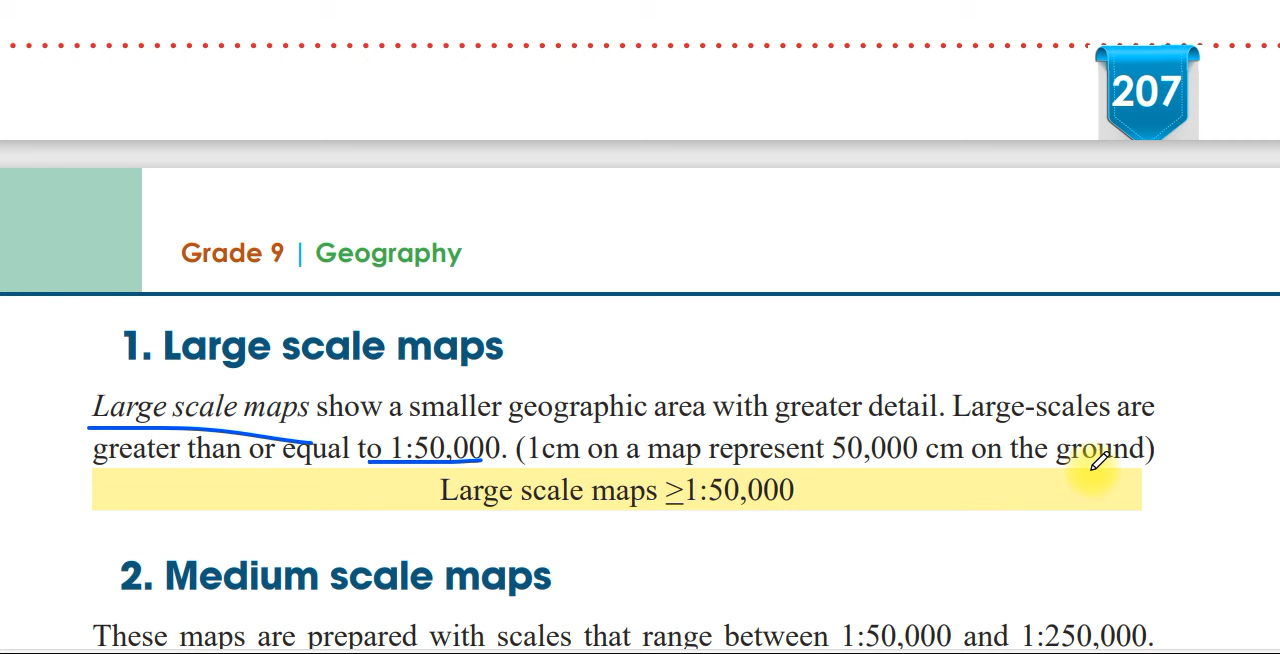 207
Grade 9 | Geography
1. Large scale maps
Large scale maps show a smaller geographic area with greater detail. Large-scales are
greater than or equal to 1:50,000. (1cm on a map represent 50,000 cm on the ground)
Large scale maps ≥1:50,000
2. Medium scale maps
These maps are prepared with scales that range between 1:50,000 and 1:250,000.